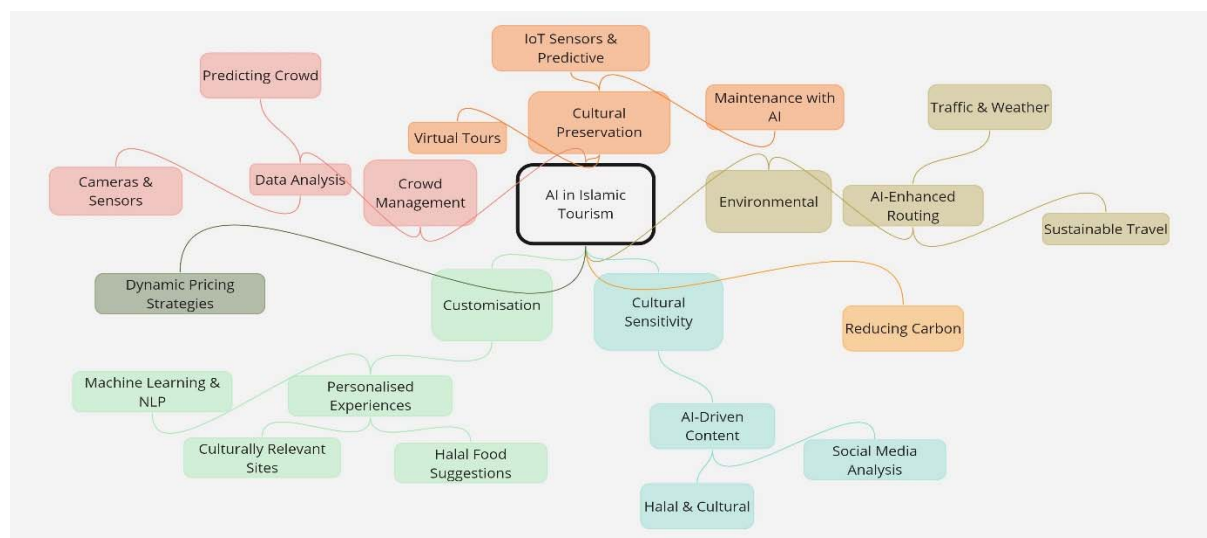 IoT Sensors &
Predictive
Predicting Crowd
Cultural
Preservation
Maintenance with
AI
Traffic & Weather
Virtual Tours
Cameras &
Sensors
Data Analysis
Crowd
Management
AI in Islamic
Tourism
Environmental
AI-Enhanced
Routing
Sustainable Travel
Dynamic Pricing
Strategies
Customisation
Cultural
Sensitivity
Reducing Carbon
Machine Learning &
NLP
Personalised
Experiences
Culturally Relevant
Sites
Halal Food
Suggestions
AI-Driven
Content
Social Media
Analysis
Halal & Cultural